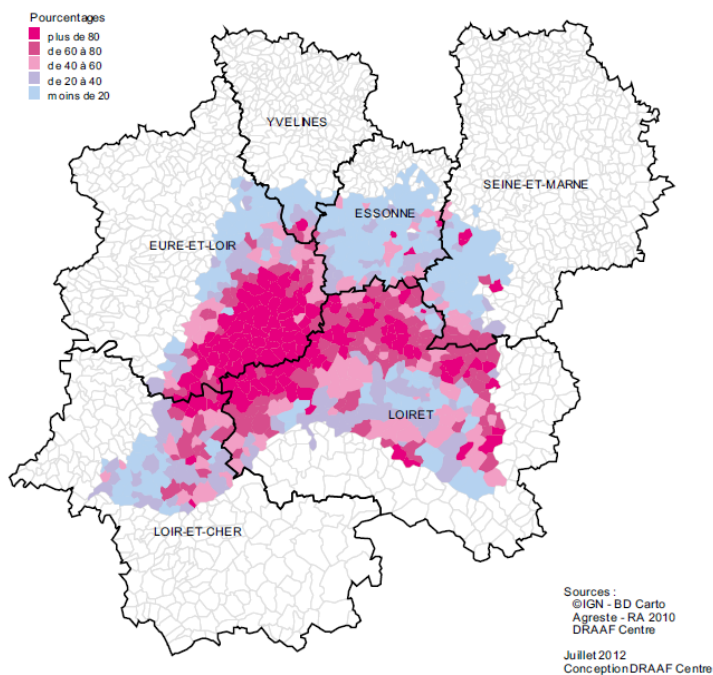 Pourcentages
plus de 80
de 60 à 80
de 40 à 60
de 20 à 40
moins de 20
YVELINES
SEINE-ET-MARNE
ESSONNE
EURE-ET-LOIR
LOIRET
LOIR-ET-CHER
Sources :
©IGN - BD Carto
Agreste - RA 2010
DRAAF Centre
Juillet 2012
Conception DRAAF Centre